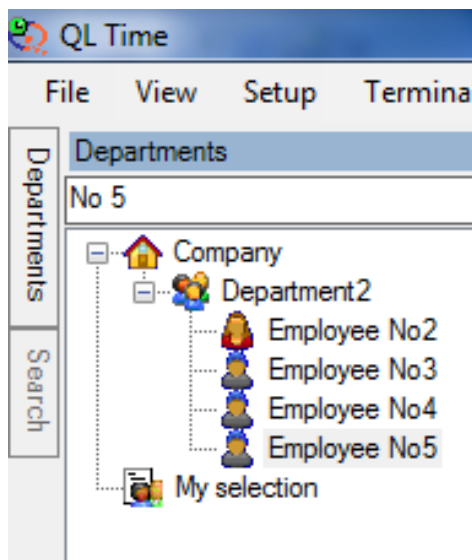 QL Time
File View Setup Termina
Departments
Departments
No 5
Company
Department2
Employee No2
Employee No3
Employee No4
Employee No5
My selection
Search